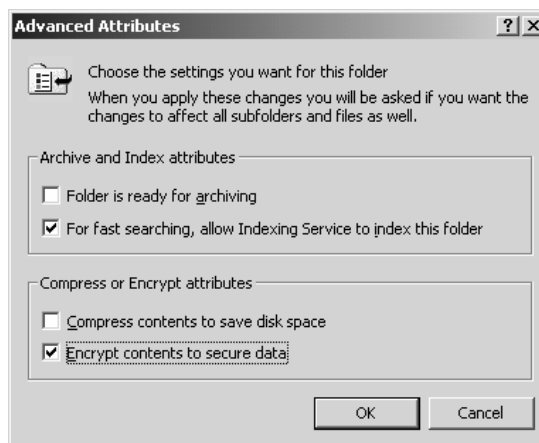 Advanced Attributes
Choose the settings you want for this folder
When you apply these changes you will be asked if you want the
changes to affect all subfolders and files as well.
Archive and Index attributes
Folder is ready for archiving
For fast searching, allow Indexing Service to index this folder
Compress or Encrypt attributes
Compress contents to save disk space
Encrypt contents to secure data
OK Cancel